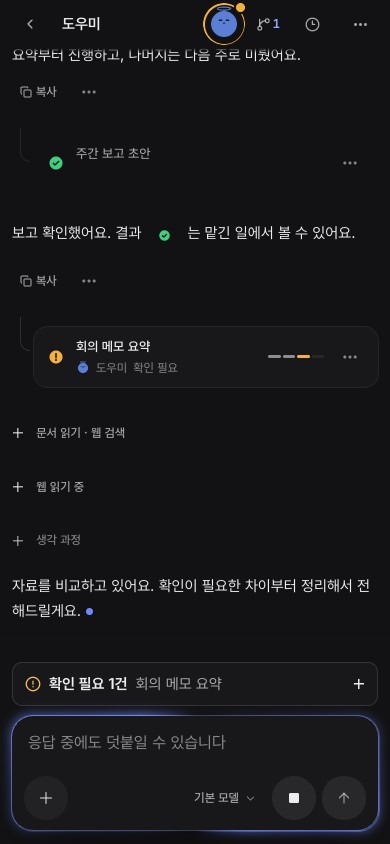 도우미
1
요약부터 진행하고, 나머지는 다음 주로 미뤘어요.
복사
주간 보고 초안
보고 확인했어요. 결과 는 맡긴 일에서 볼 수 있어요.
복사
회의 메모 요약
도우미 확인 필요
문서 읽기 · 웹 검색
웹 읽기 중
생각 과정
자료를 비교하고 있어요. 확인이 필요한 차이부터 정리해서 전
해드릴게요.
확인 필요 1건 회의 메모 요약
응답 중에도 덧붙일 수 있습니다
기본 모델